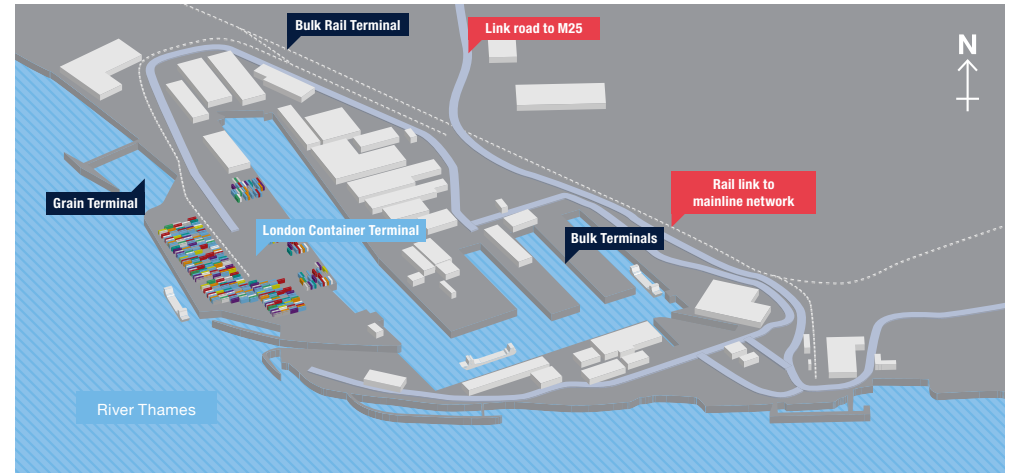 Bulk Rail Terminal
Link road to M25
N
Rail link to
mainline network
Grain Terminal
London Container Terminal
Bulk Terminals
River Thames